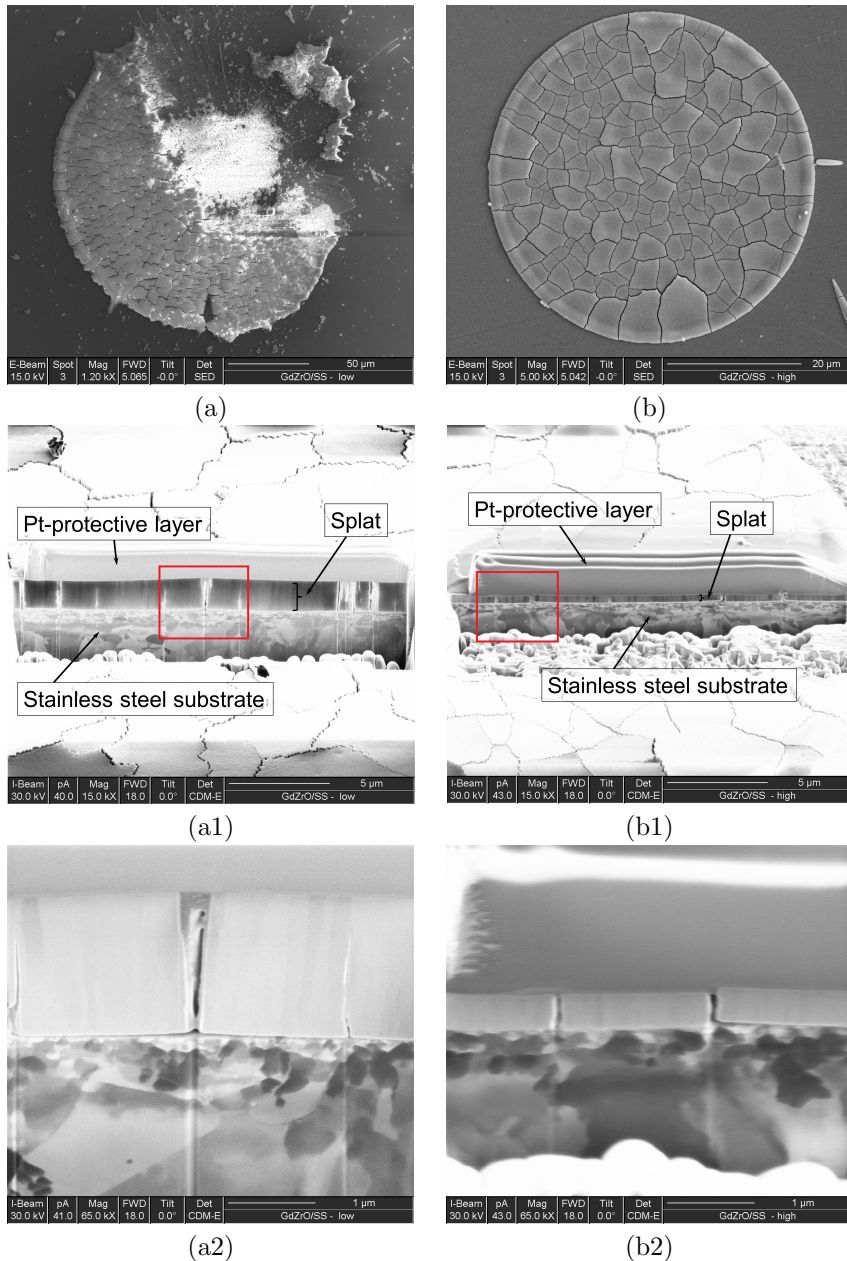 E-Beam Spot Mag FWD Tilt Det 50 µm
15.0 kV 3 1.20 kX 5.065 -0.0° SED GdZrO/SS - low
E-Beam Spot Mag FWD Tilt Det 20 µm
15.0 kV 3 5.00 kX 5.042 -0.0° SED GdZrO/SS - high
(a)
(b)
Pt-protective layer
Splat
Stainless steel substrate
I-Beam pA Mag FWD Tilt Det 5 µm
30.0 kV 40.0 15.0 kX 18.0 0.0° CDM-E GdZrO/SS - low
Pt-protective layer
Splat
Stainless steel substrate
I-Beam pA Mag FWD Tilt Det 5 µm
30.0 kV 43.0 15.0 kX 18.0 0.0° CDM-E GdZrO/SS - high
(a1)
(b1)
I-Beam pA Mag FWD Tilt Det 1 µm
30.0 kV 41.0 65.0 kX 18.0 0.0° CDM-E GdZrO/SS - low
I-Beam pA Mag FWD Tilt Det 1 µm
30.0 kV 43.0 65.0 kX 18.0 0.0° CDM-E GdZrO/SS - high
(a2)
(b2)